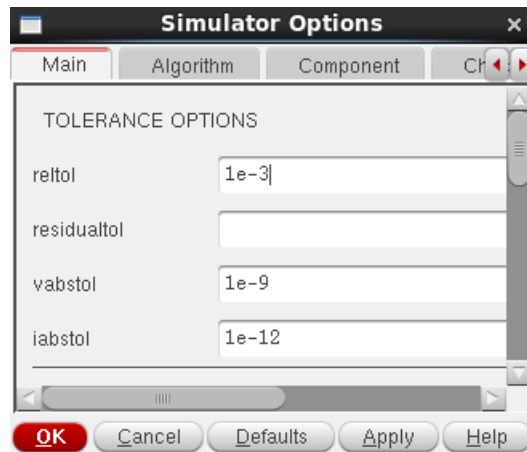 Simulator Options
Main Algorithm Component
TOLERANCE OPTIONS
reltol 1e-3
residualtol
vabstol 1e-9
iabstol 1e-12
OK Cancel Defaults Apply Help